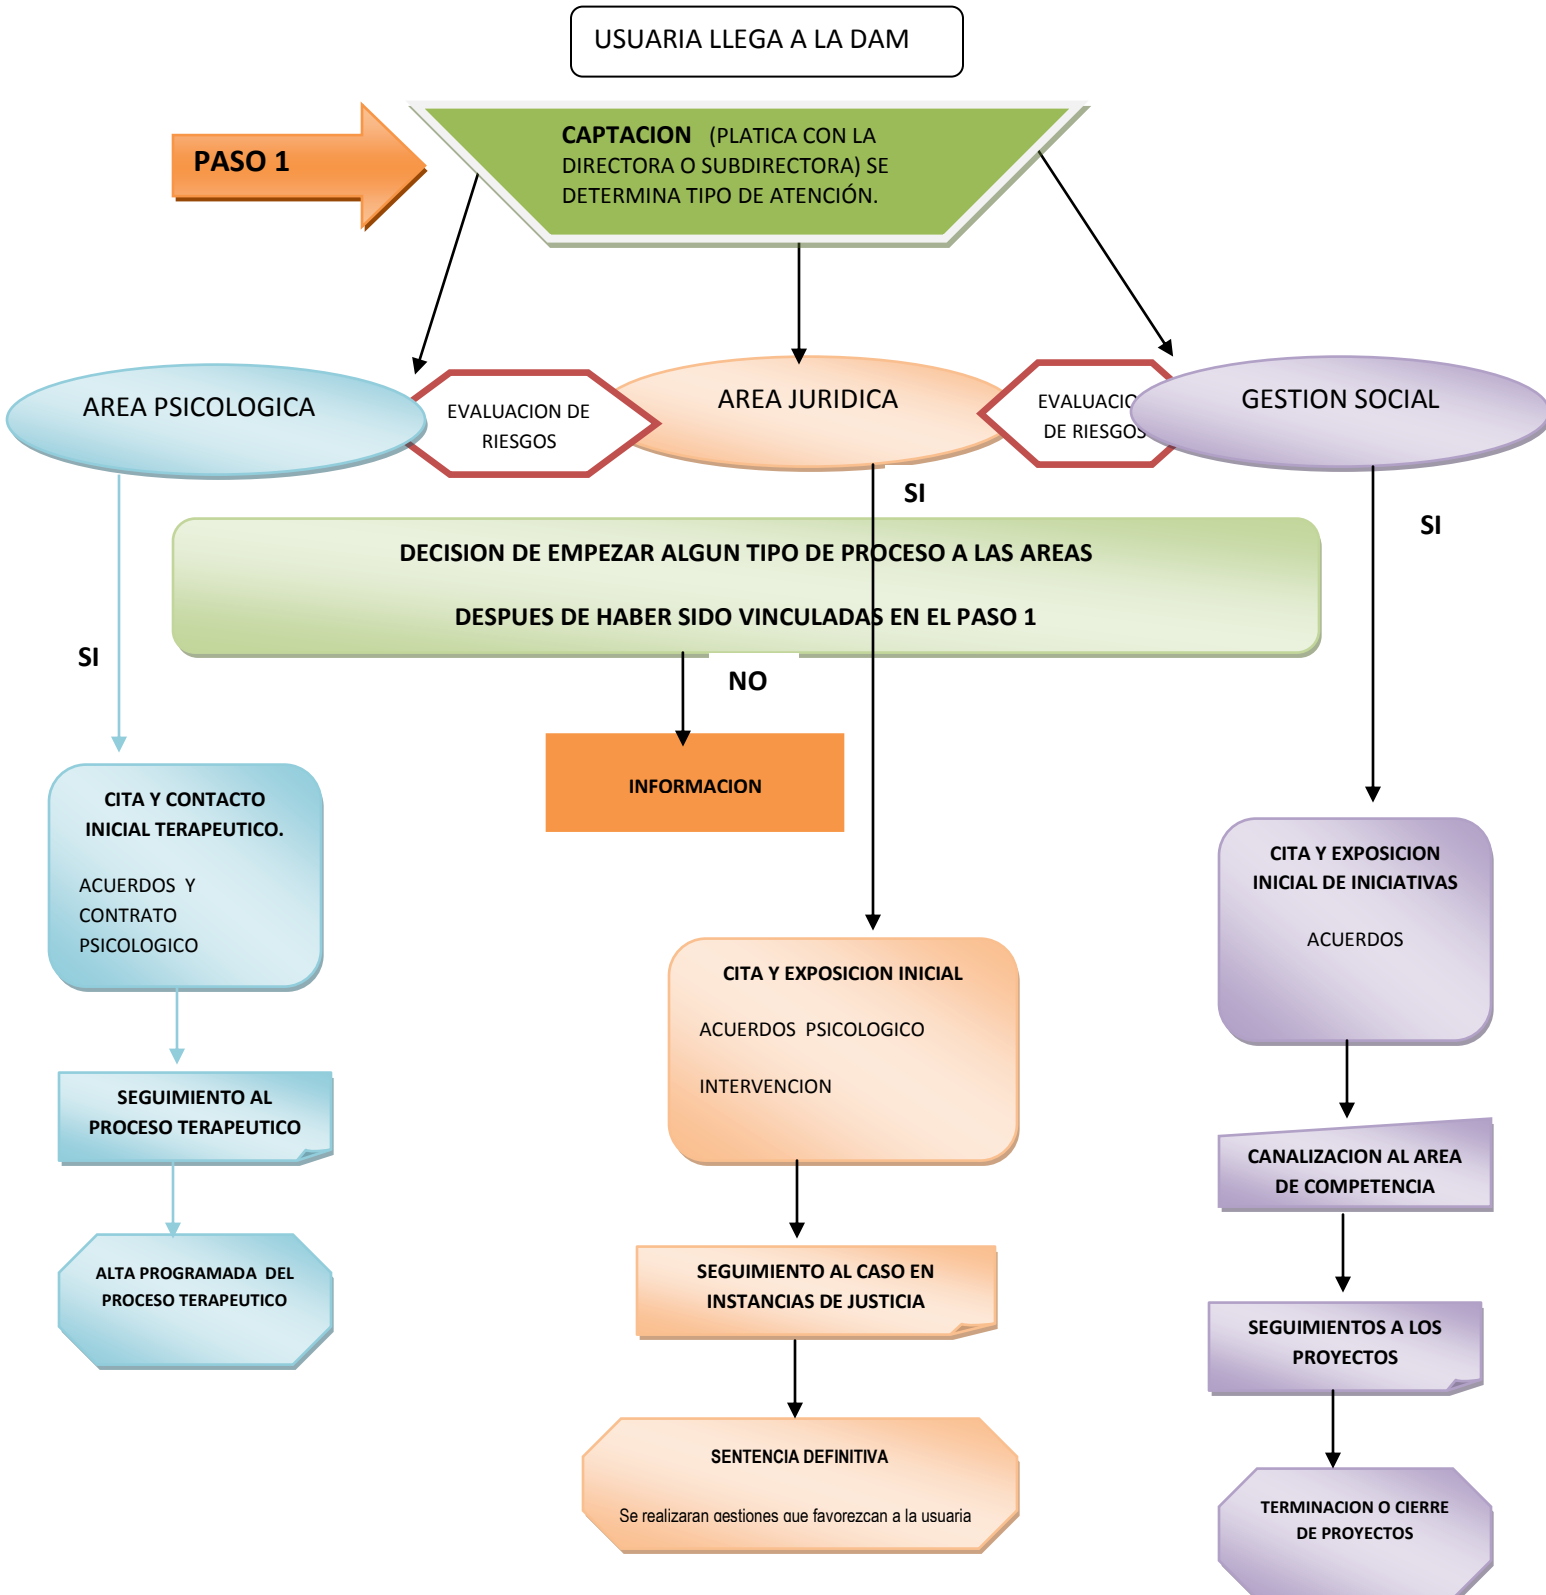 USUARIA LLEGA A LA DAM
PASO 1
CAPTACION (PLATICA CON LA
DIRECTORA O SUBDIRECTORA) SE
DETERMINA TIPO DE ATENCIÓN.
AREA PSICOLOGICA
EVALUACION DE
RIESGOS
AREA JURIDICA
EVALUACIO
DE RIESGOS
GESTION SOCIAL
SI
SI
DECISION DE EMPEZAR ALGUN TIPO DE PROCESO A LAS AREAS
DESPUES DE HABER SIDO VINCULADAS EN EL PASO 1
SI
NO
INFORMACION
CITA Y CONTACTO
INICIAL TERAPEUTICO.
ACUERDOS Y
CONTRATO
PSICOLOGICO
CITA Y EXPOSICION
INICIAL DE INICIATIVAS
ACUERDOS
CITA Y EXPOSICION INICIAL
ACUERDOS PSICOLOGICO
INTERVENCION
SEGUIMIENTO AL
PROCESO TERAPEUTICO
CANALIZACION AL AREA
DE COMPETENCIA
ALTA PROGRAMADA DEL
PROCESO TERAPEUTICO
SEGUIMIENTO AL CASO EN
INSTANCIAS DE JUSTICIA
SEGUIMIENTOS A LOS
PROYECTOS
SENTENCIA DEFINITIVA
Se realizaran gestiones que favorezcan a la usuaria
TERMINACION O CIERRE
DE PROYECTOS